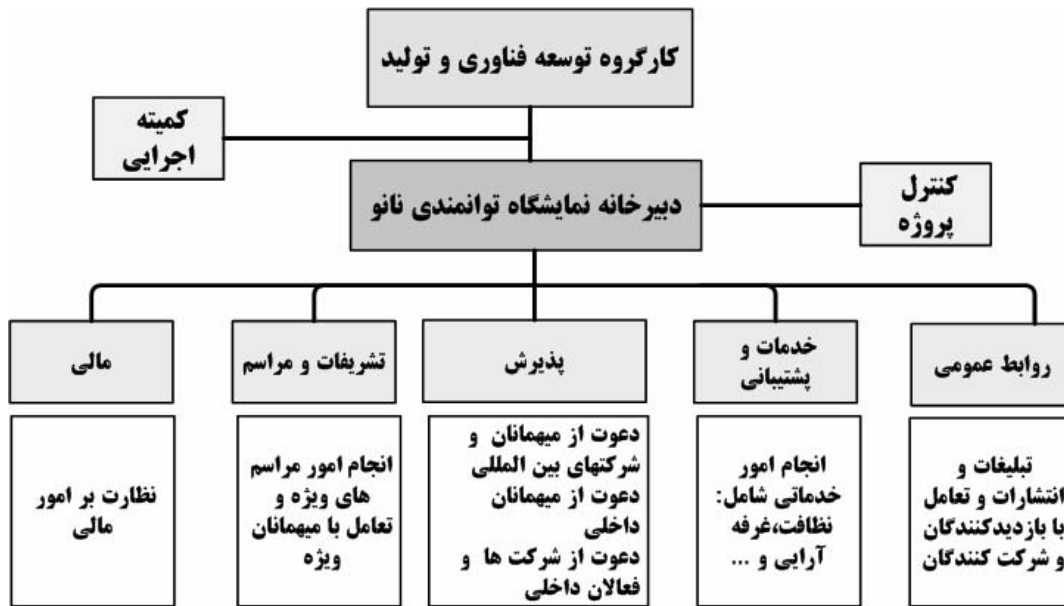 کارگروه توسعه فناوری و تولید
کمیته
اجرایی
دبیرخانه نمایشگاه توانمندی نانو
کنترل
پروژه
روابط عمومی
خدمات و
پشتیبانی
پذیرش
تشریفات و مراسم
مالی
تبلیغات و
انتشارات و تعامل
با بازدیدکنندگان
و شرکت کنندگان
انجام امور
خدماتی شامل:
نظافت،غرفه
آرایی و ...
دعوت از میهمانان و
شرکتهای بین المللی
دعوت از میهمانان
داخلی
دعوت از شرکت ها و
فعالان داخلی
انجام امور مراسم
های ویژه و
تعامل با میهمانان
ویژه
نظارت بر امور
مالی